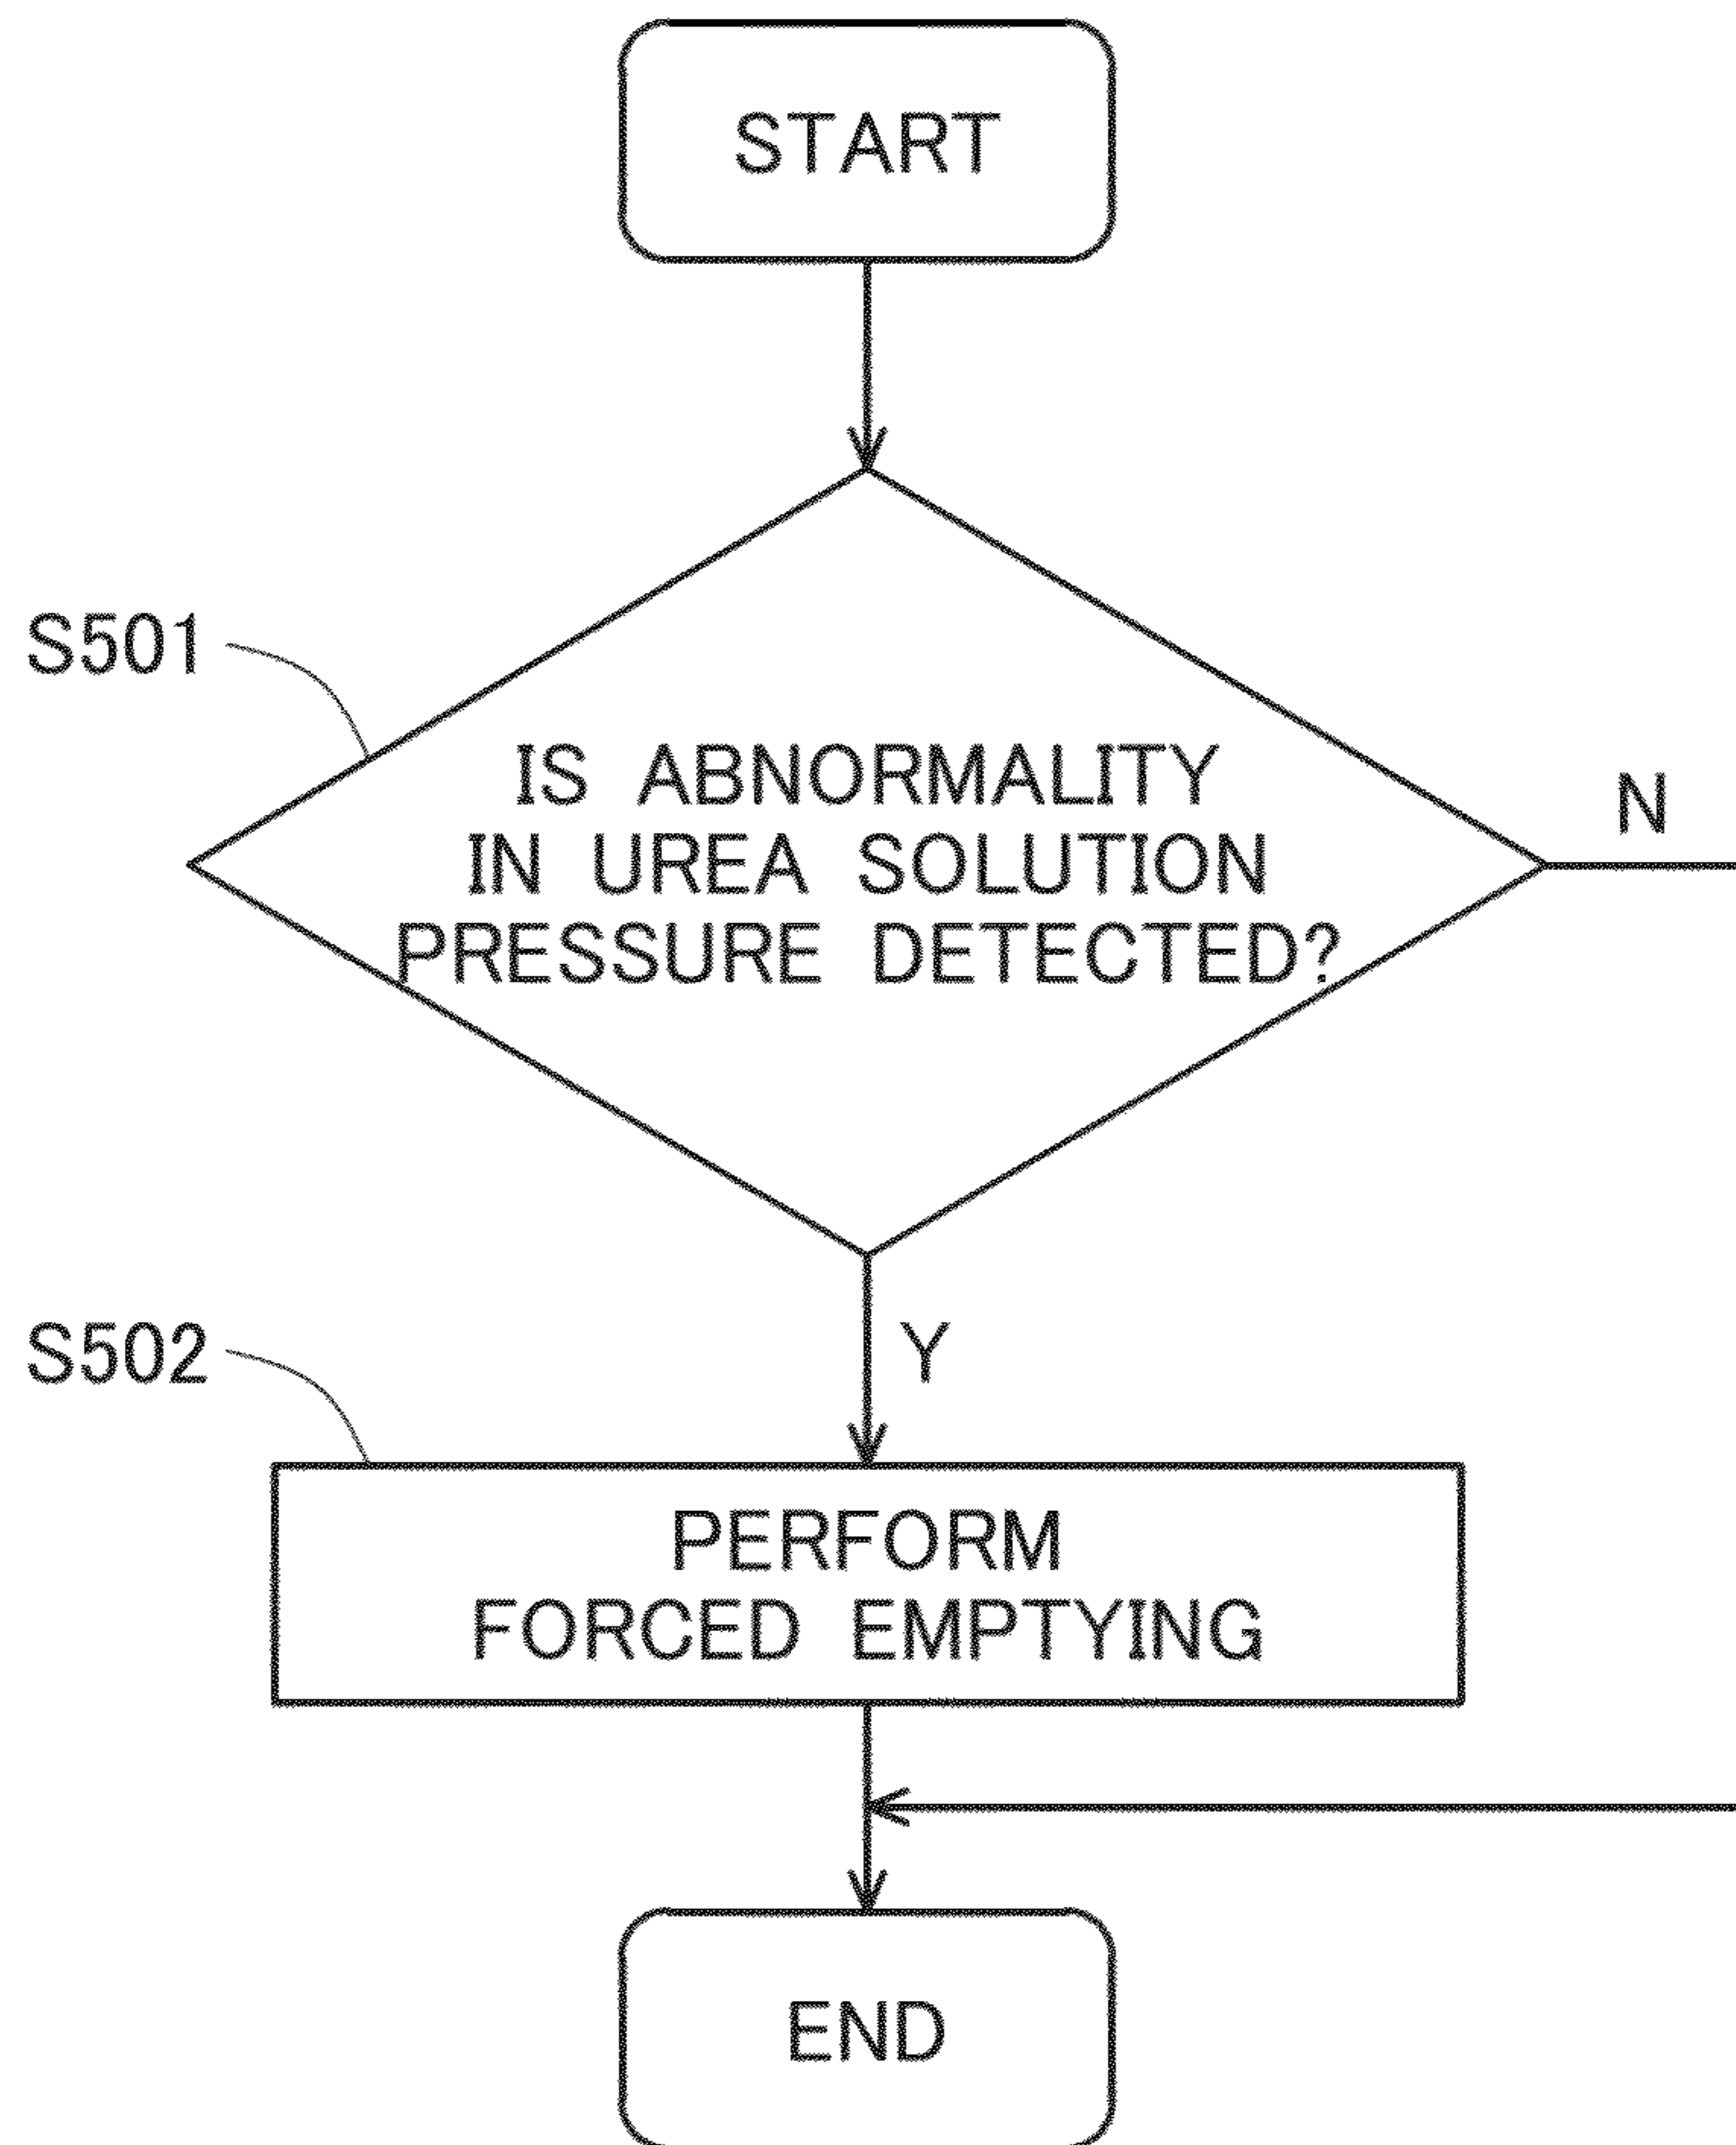 START
S501
IS ABNORMALITY
IN UREA SOLUTION
PRESSURE DETECTED?
N
Y
S502
PERFORM
FORCED EMPTYING
END